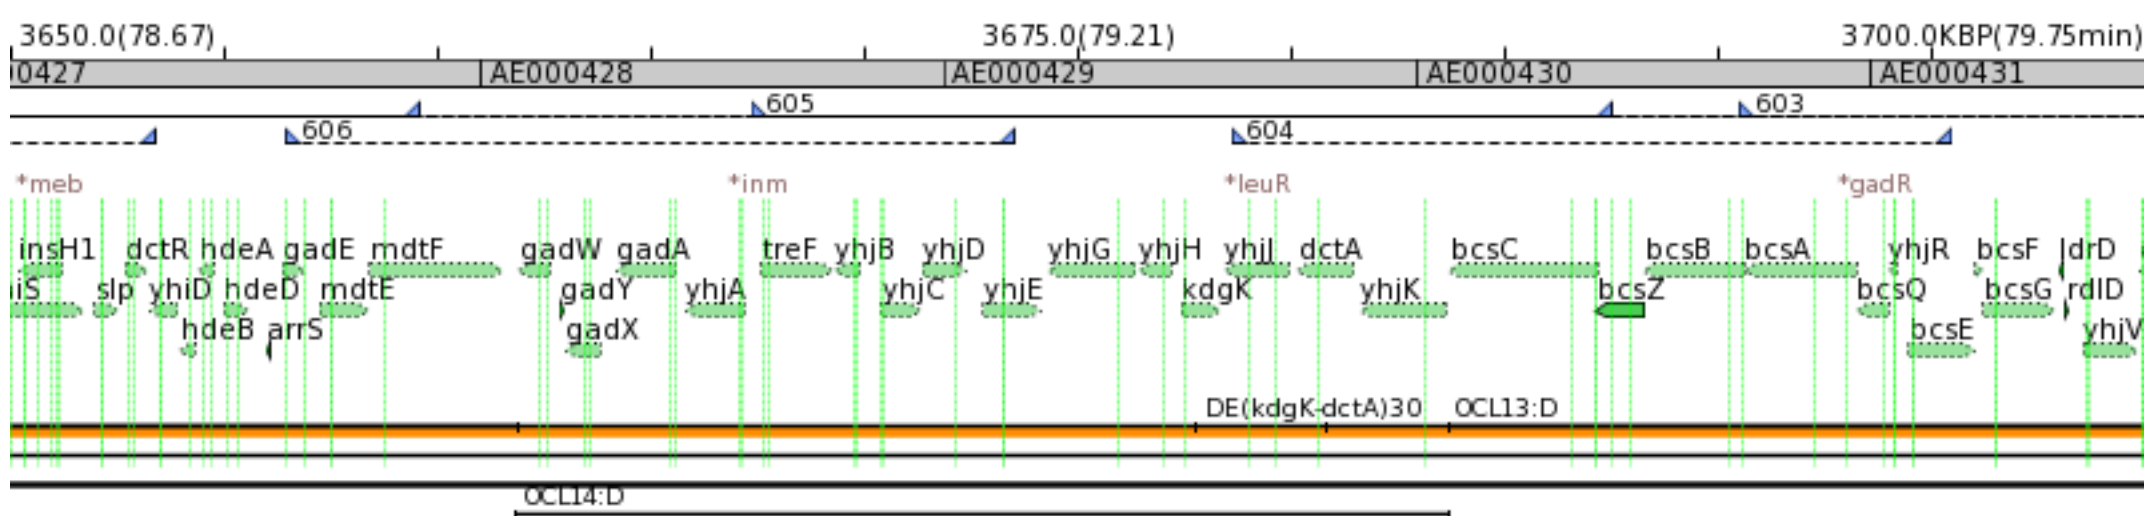 3650.0(78.67) 3675.0(79.21) 3700.0KBP(79.75min)
0427 AE000428 AE000429 AE000430 AE000431
605 603
606 604
*meb *inm *leuR *gadR
insH1 dctR hdeA gadE mdtF gadW gadA treF yhjB yhjD yhjG yhjH yhjJ dctA bcsC bcsB bcsA yhjR bcsF ldrD
iS slp yhiD hdeD mdtE gadY yhjA yhjC yhjE kdgK yhjK bcsZ bcsQ bcsG rdlD
hdeB arrS gadX bcsE yhjV
DE(kdgK-dctA)30 OCL13:D
OCL14:D